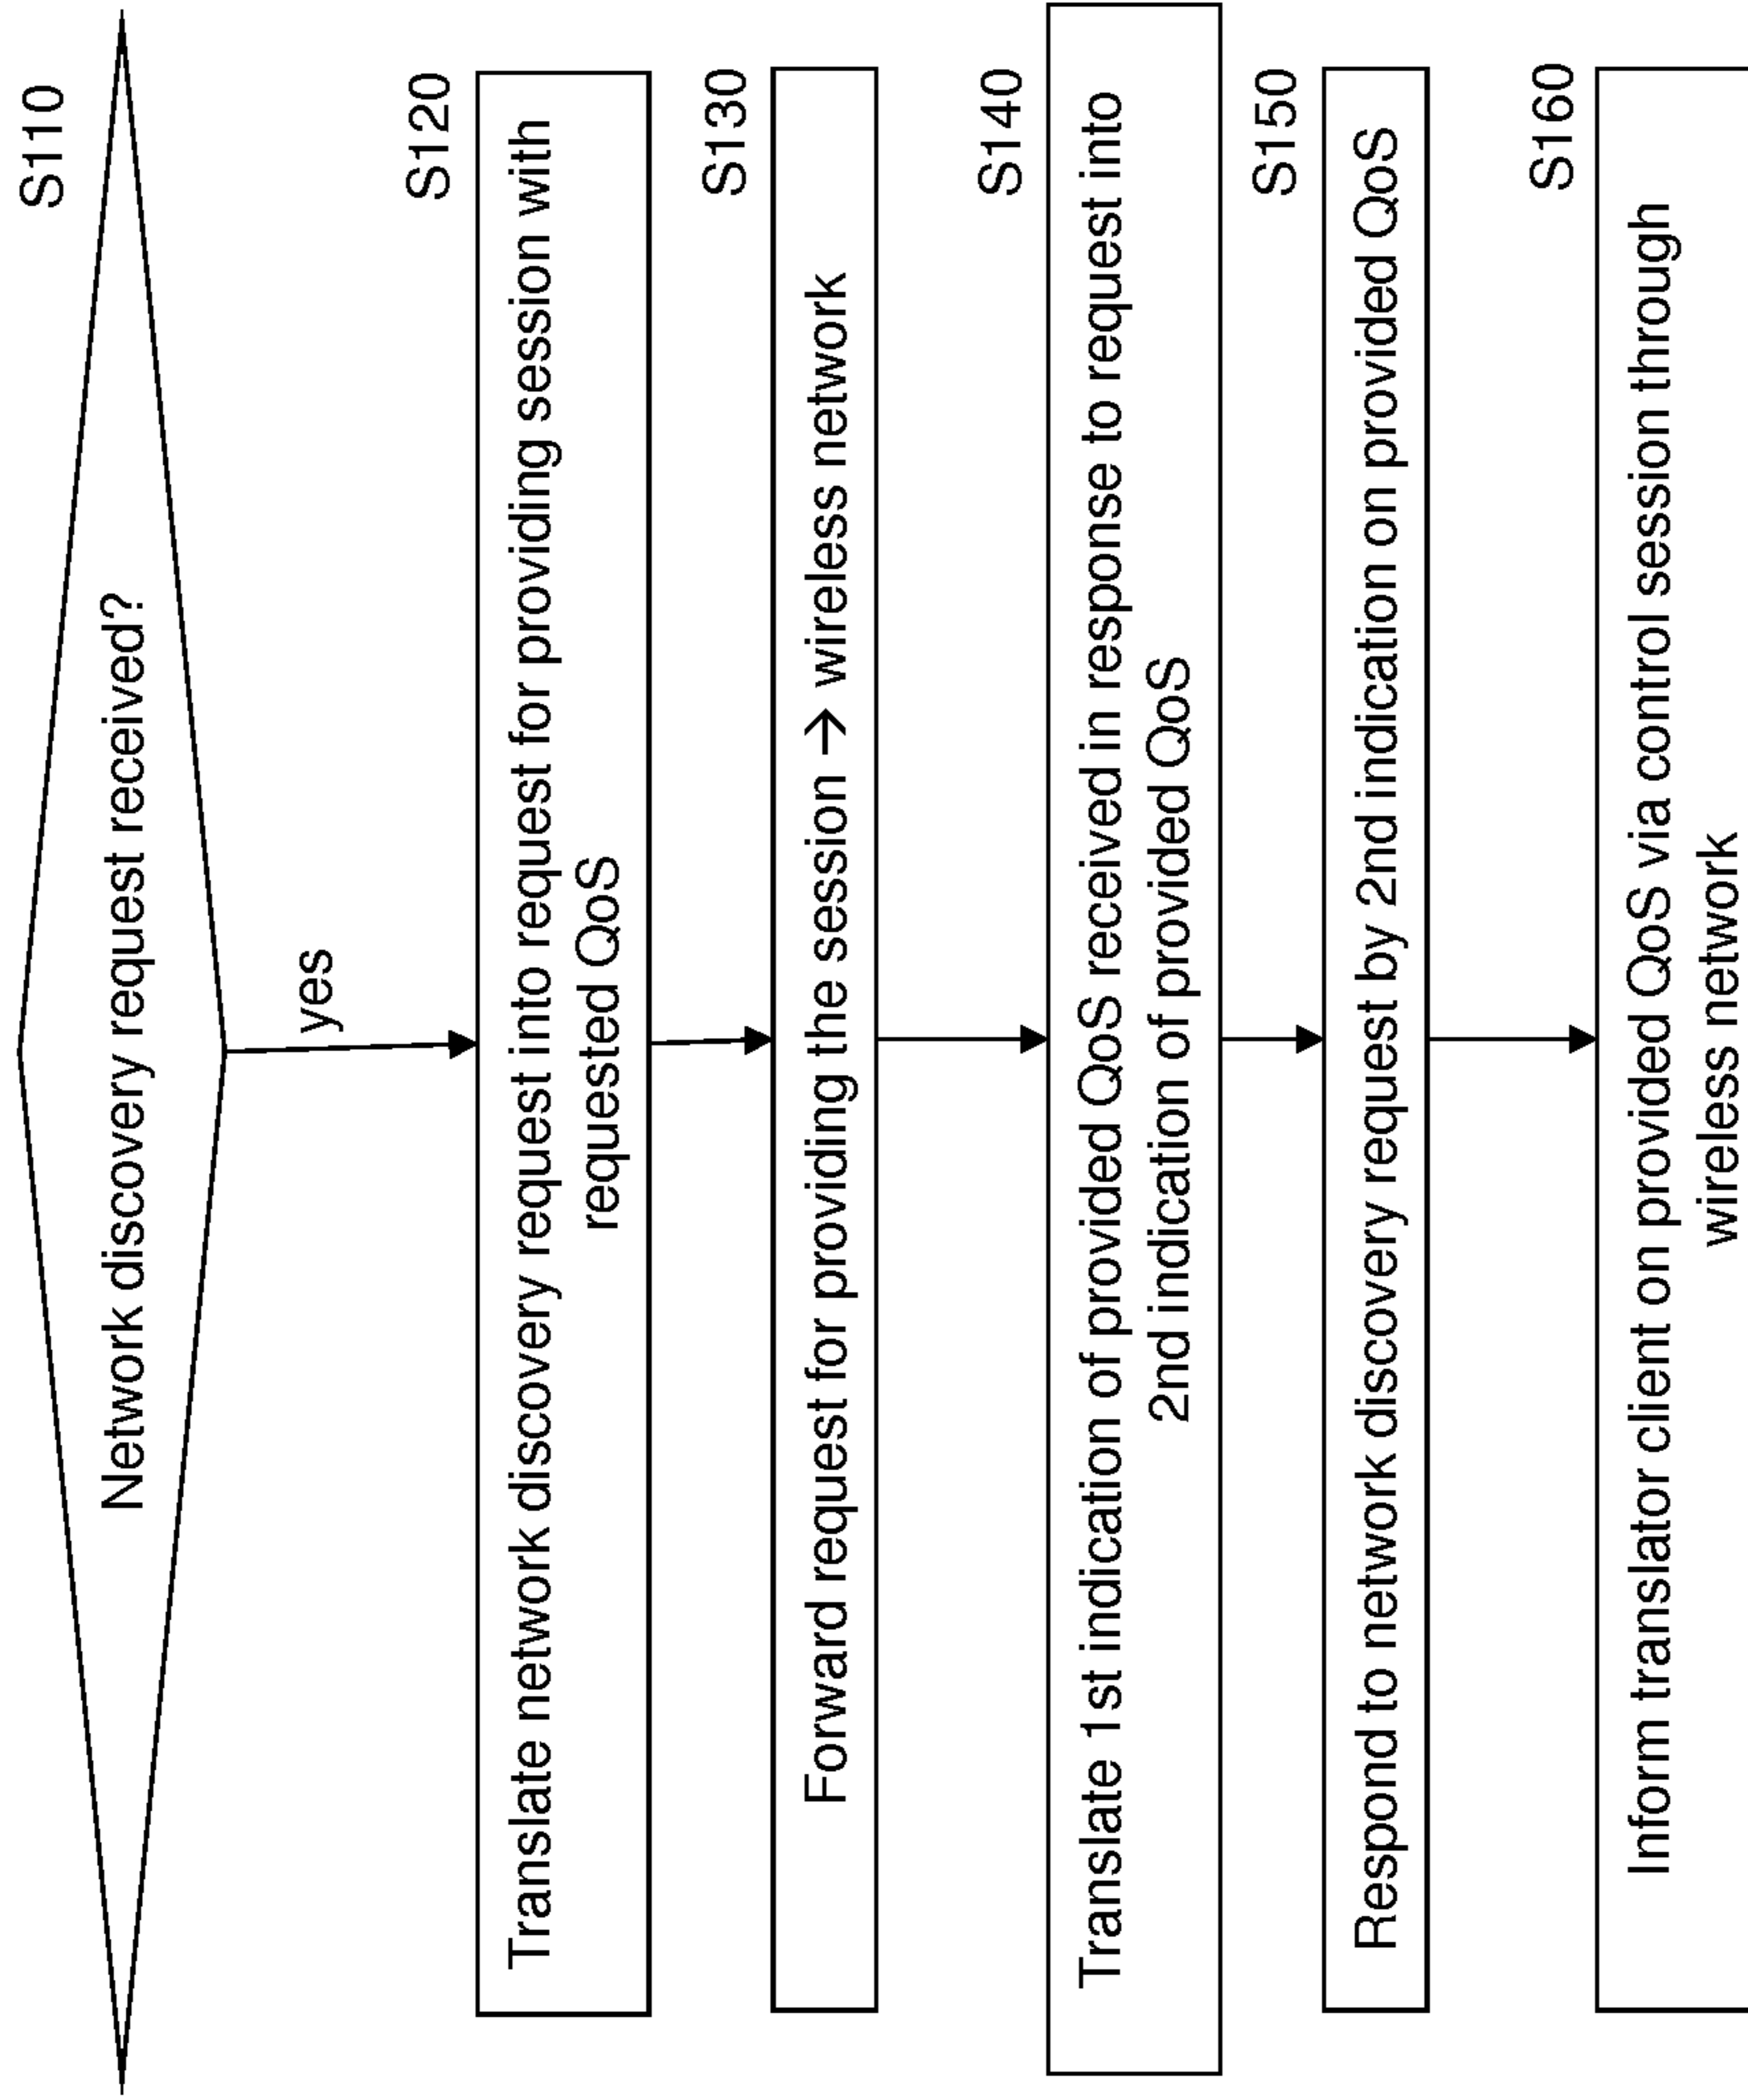 S110
Network discovery request received?
yes
S120
Translate network discovery request into request for providing session with
requested QoS
S130
Forward request for providing the session → wireless network
S140
Translate 1st indication of provided QoS received in response to request into
2nd indication of provided QoS
S150
Respond to network discovery request by 2nd indication on provided QoS
S160
Inform translator client on provided QoS via control session through
wireless network